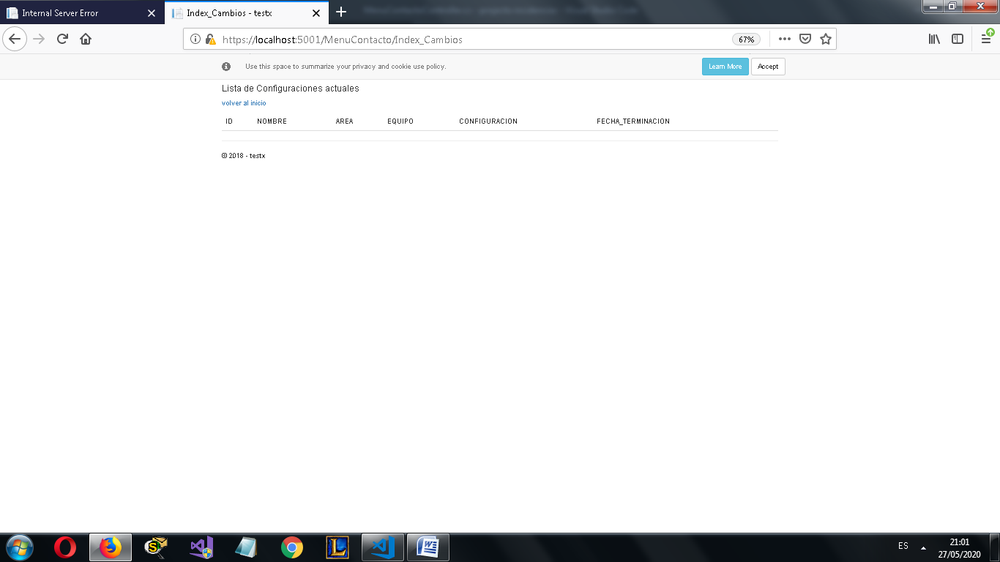 Internal Server Error
Index_Cambios - testx
https://localhost:5001/MenuContacto/Index_Cambios
67%
Use this space to summarize your privacy and cookie use policy.
Learn More
Accept
Lista de Configuraciones actuales
volver al inicio
ID NOMBRE AREA EQUIPO CONFIGURACION FECHA_TERMINACION
© 2018 - testx
ES
21:01
27/05/2020